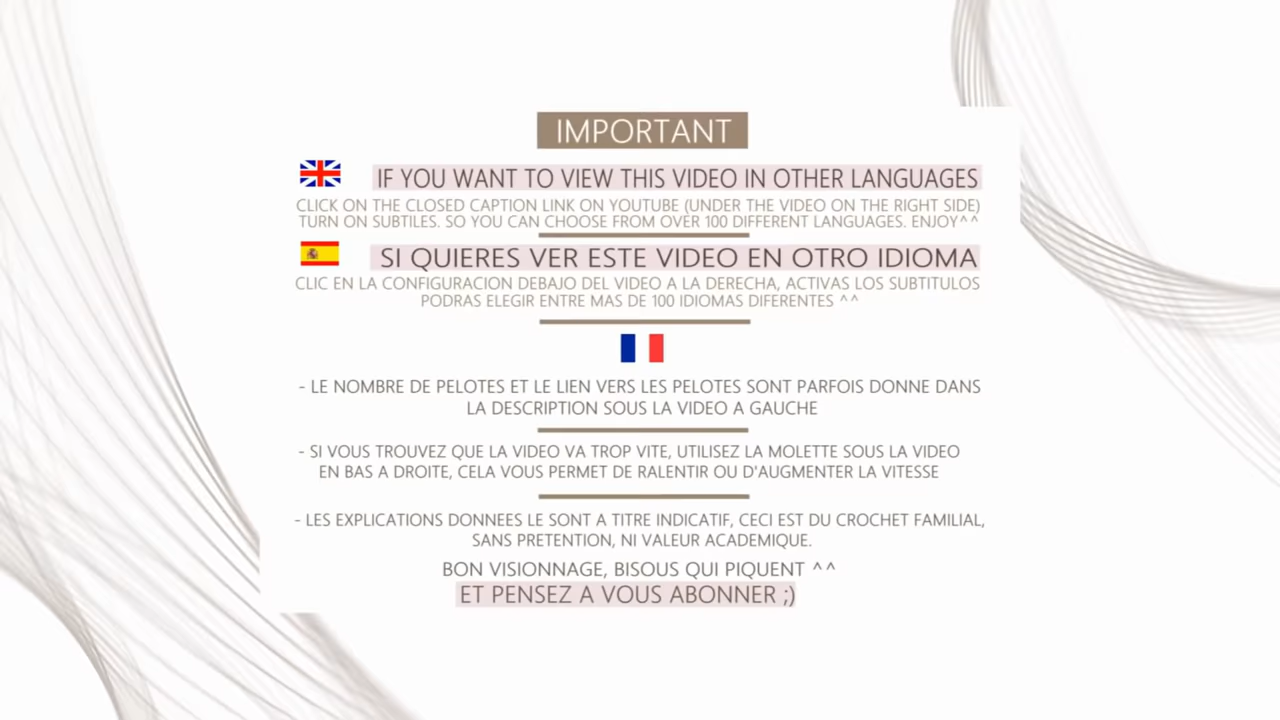 IMPORTANT
IF YOU WANT TO VIEW THIS VIDEO IN OTHER LANGUAGES
CLICK ON THE CLOSED CAPTION LINK ON YOUTUBE (UNDER THE VIDEO ON THE RIGHT SIDE)
TURN ON SUBTILES. SO YOU CAN CHOOSE FROM OVER 100 DIFFERENT LANGUAGES. ENJOY^^
SI QUIERES VER ESTE VIDEO EN OTRO IDIOMA
CLIC EN LA CONFIGURACION DEBAJO DEL VIDEO A LA DERECHA, ACTIVAS LOS SUBTITULOS
PODRAS ELEGIR ENTRE MAS DE 100 IDIOMAS DIFERENTES ^^
- LE NOMBRE DE PELOTES ET LE LIEN VERS LES PELOTES SONT PARFOIS DONNE DANS
LA DESCRIPTION SOUS LA VIDEO A GAUCHE
- SI VOUS TROUVEZ QUE LA VIDEO VA TROP VITE, UTILISEZ LA MOLETTE SOUS LA VIDEO
EN BAS A DROITE, CELA VOUS PERMET DE RALENTIR OU D'AUGMENTER LA VITESSE
- LES EXPLICATIONS DONNEES LE SONT A TITRE INDICATIF, CECI EST DU CROCHET FAMILIAL,
SANS PRETENTION, NI VALEUR ACADEMIQUE.
BON VISIONNAGE, BISOUS QUI PIQUENT ^^
ET PENSEZ A VOUS ABONNER ;)